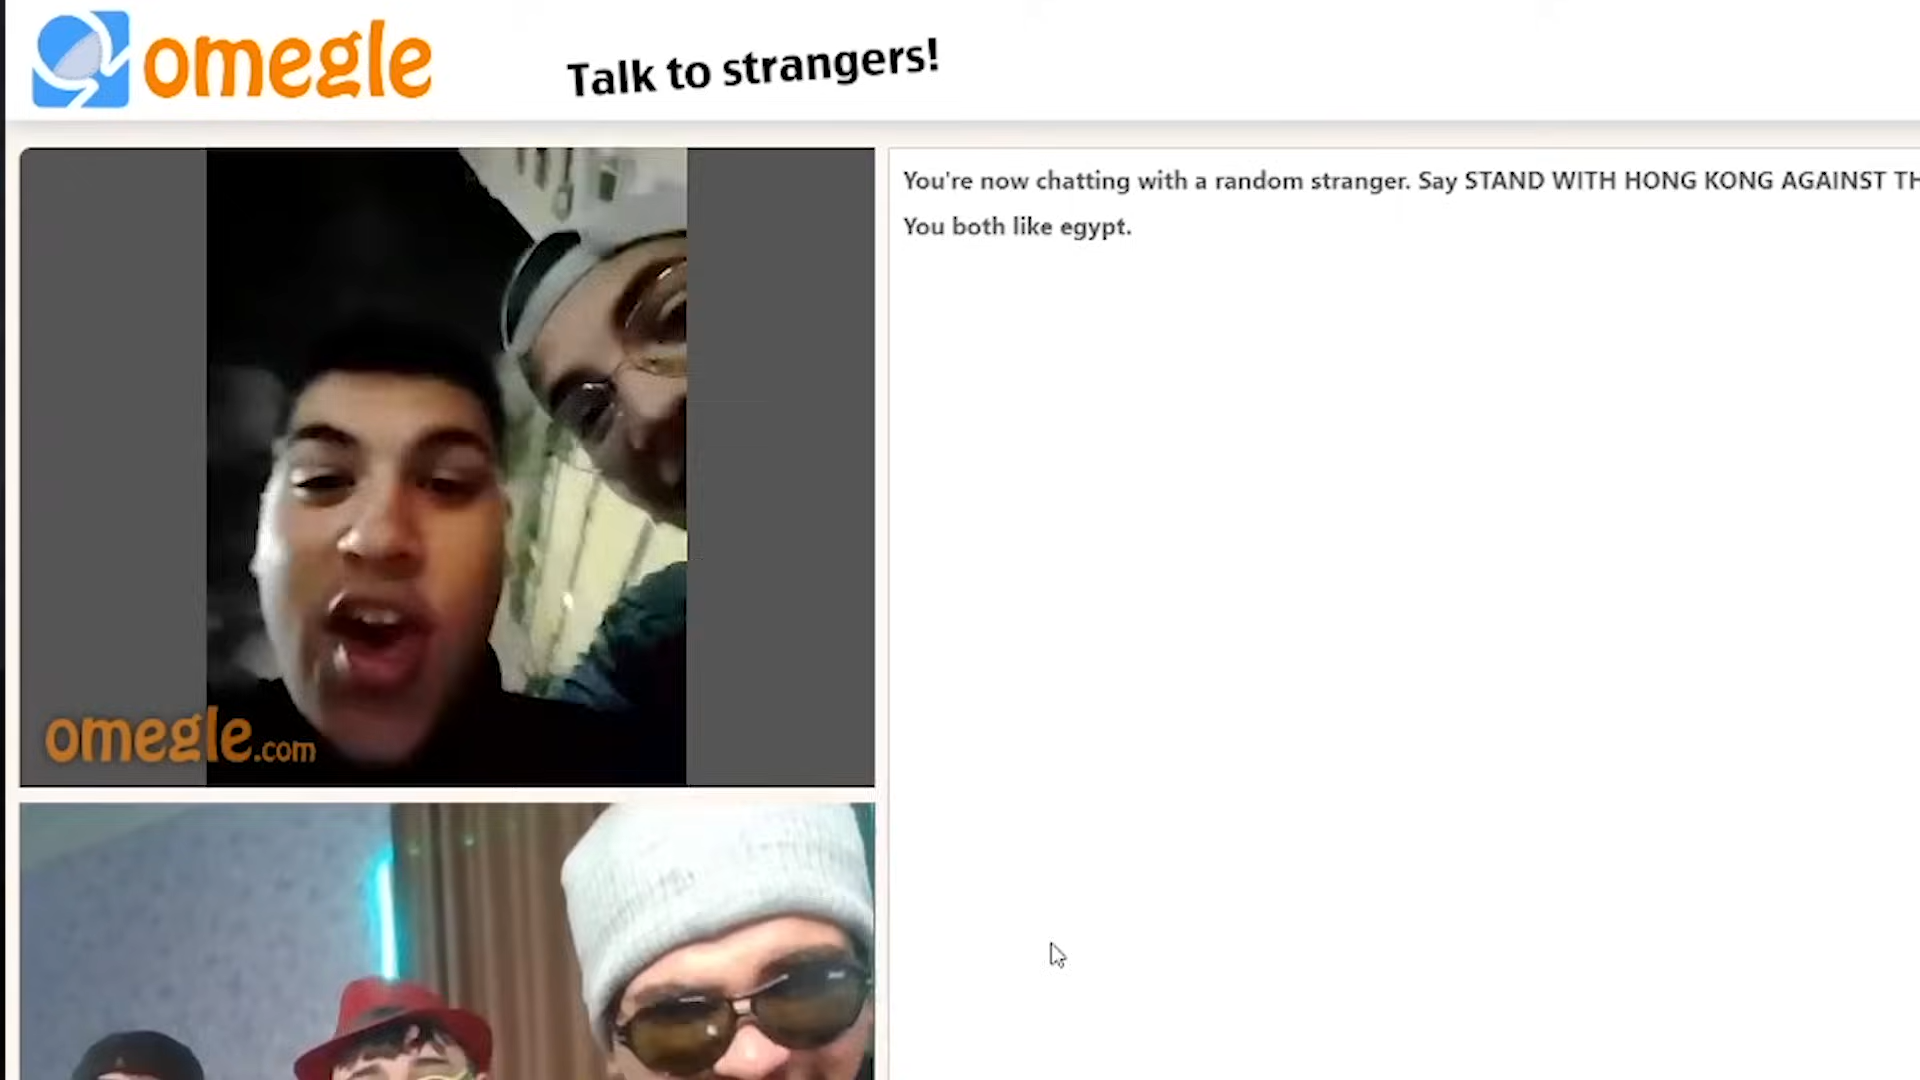 omegle
Talk to strangers!
You're now chatting with a random stranger. Say STAND WITH HONG KONG AGAINST TH
You both like egypt.
omegle.com